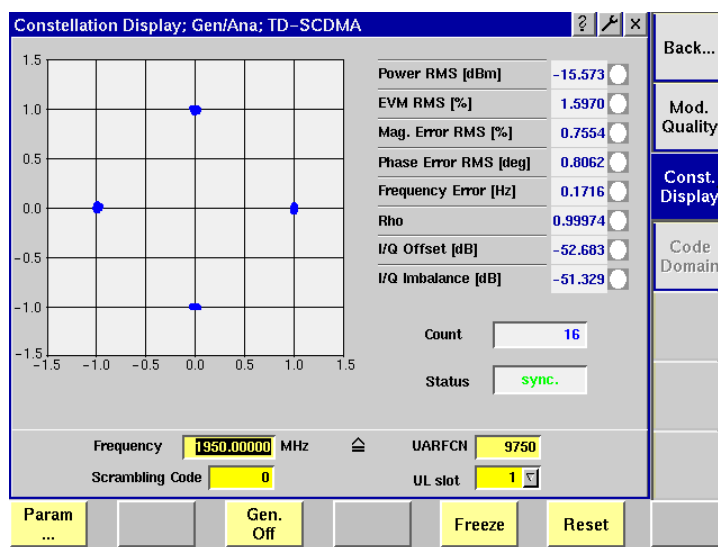 Constellation Display; Gen/Ana; TD-SCDMA ? ×
Back...
Mod.
Quality
Const.
Display
Code
Domain
1.5
1.0
0.5
0.0
-0.5
-1.0
-1.5
-1.5 -1.0 -0.5 0.0 0.5 1.0 1.5
Power RMS [dBm] -15.573
EVM RMS [%] 1.5970
Mag. Error RMS [%] 0.7554
Phase Error RMS [deg] 0.8062
Frequency Error [Hz] 0.1716
Rho 0.99974
I/Q Offset [dB] -52.683
I/Q Imbalance [dB] -51.329
Count 16
Status sync.
Frequency 1950.00000 MHz ≙ UARFCN 9750
Scrambling Code 0 UL slot 1
Param
...
Gen.
Off
Freeze
Reset